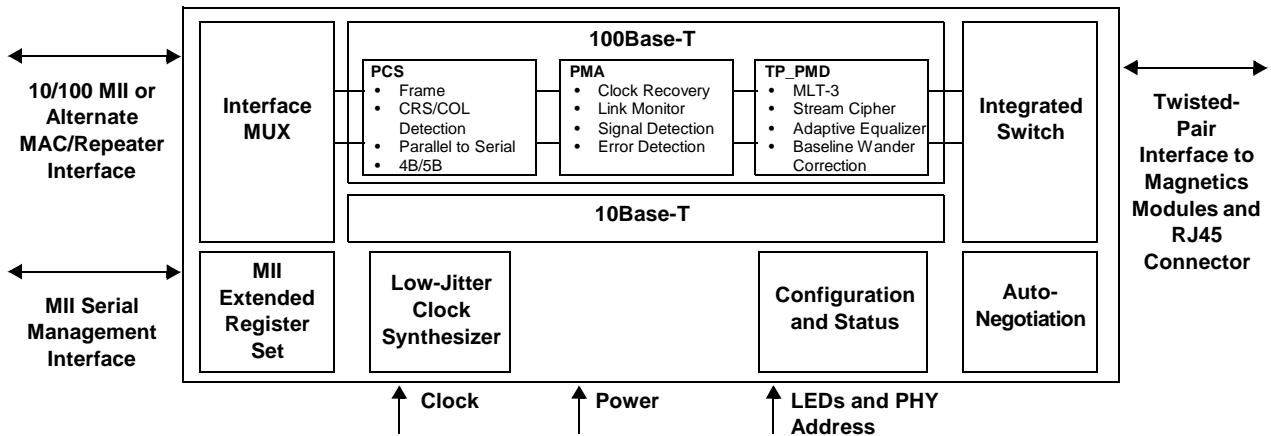 10/100 MII or
Alternate
MAC/Repeater
Interface
MII Serial
Management
Interface
Interface
MUX
100Base-T
PCS
• Frame
• CRS/COL
Detection
• Parallel to Serial
• 4B/5B
PMA
• Clock Recovery
• Link Monitor
• Signal Detection
• Error Detection
TP_PMD
• MLT-3
• Stream Cipher
• Adaptive Equalizer
• Baseline Wander
Correction
Integrated
Switch
10Base-T
MII
Extended
Register
Set
Low-Jitter
Clock
Synthesizer
Configuration
and Status
Auto-
Negotiation
Twisted-
Pair
Interface to
Magnetics
Modules and
RJ45
Connector
Clock
Power
LEDs and PHY
Address